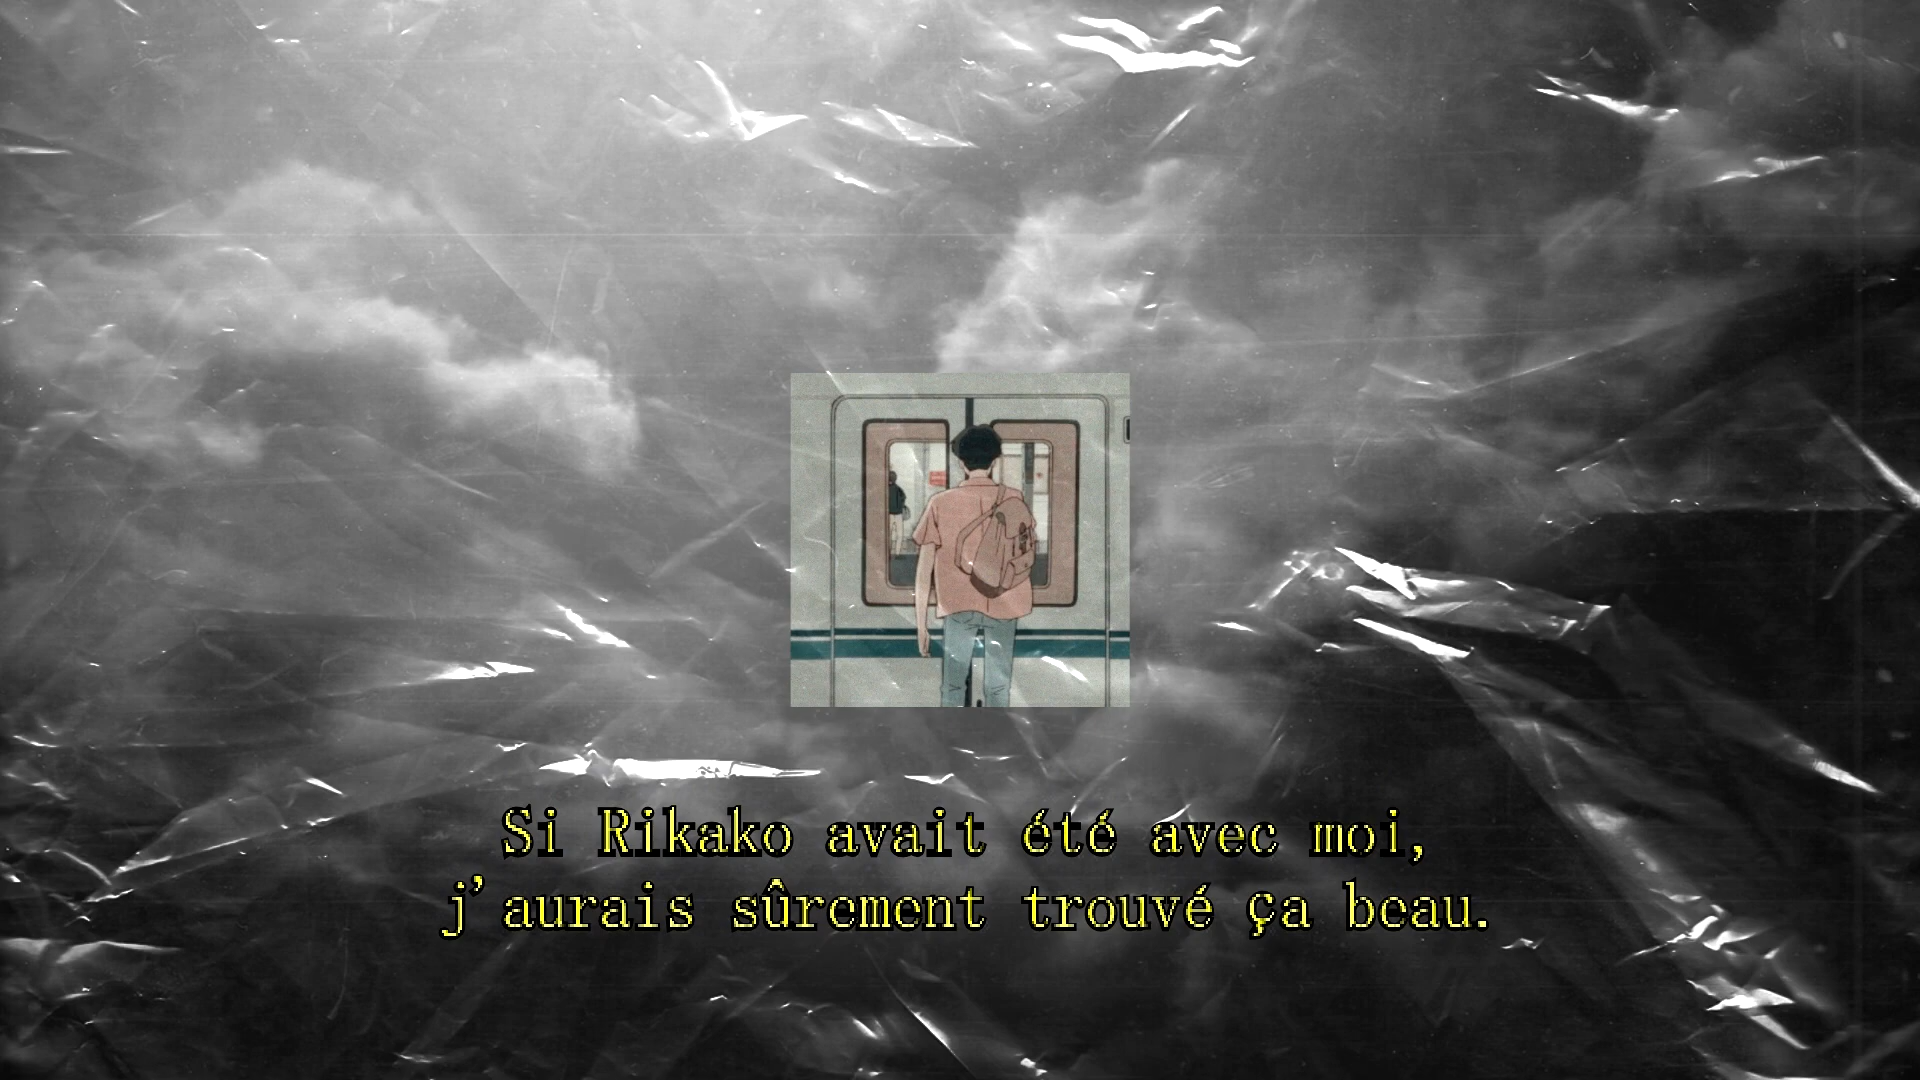 Si Rikako avait été avec moi,
j'aurais sûrement trouvé ça beau.